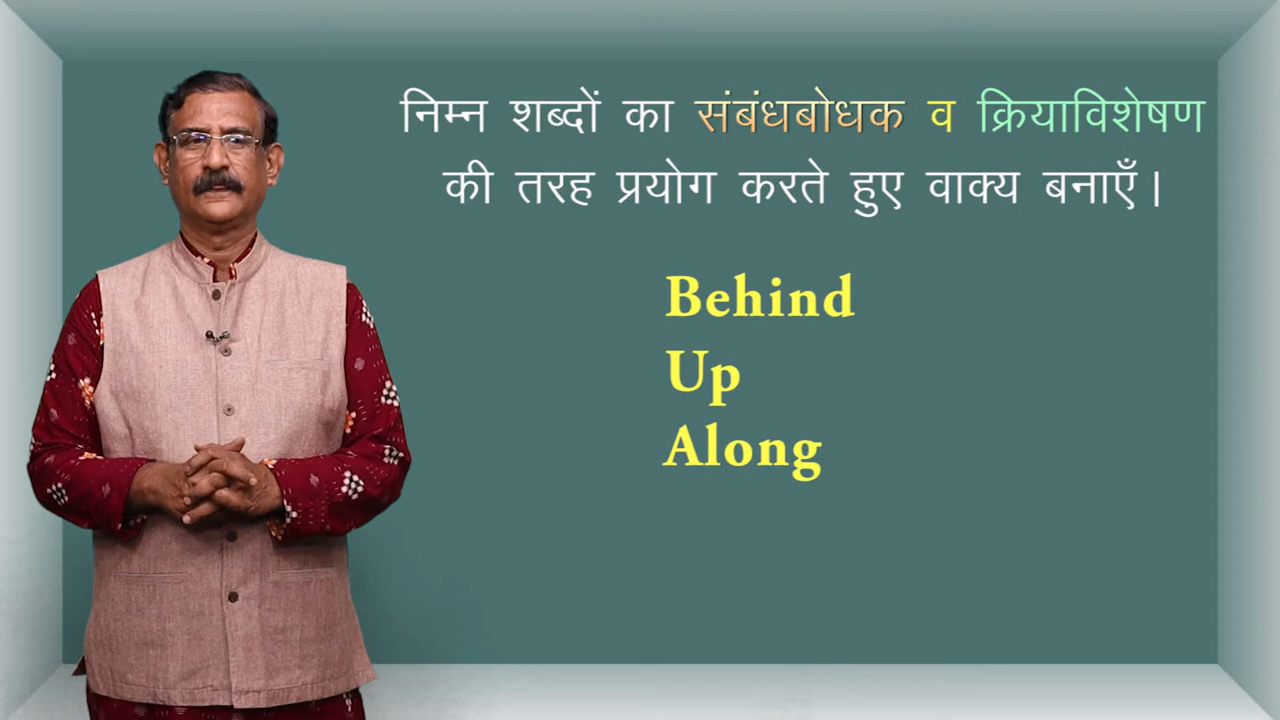 निम्न शब्दों का संबंधबोधक व क्रियाविशेषण
की तरह प्रयोग करते हुए वाक्य बनाएँ।
Behind
Up
Along